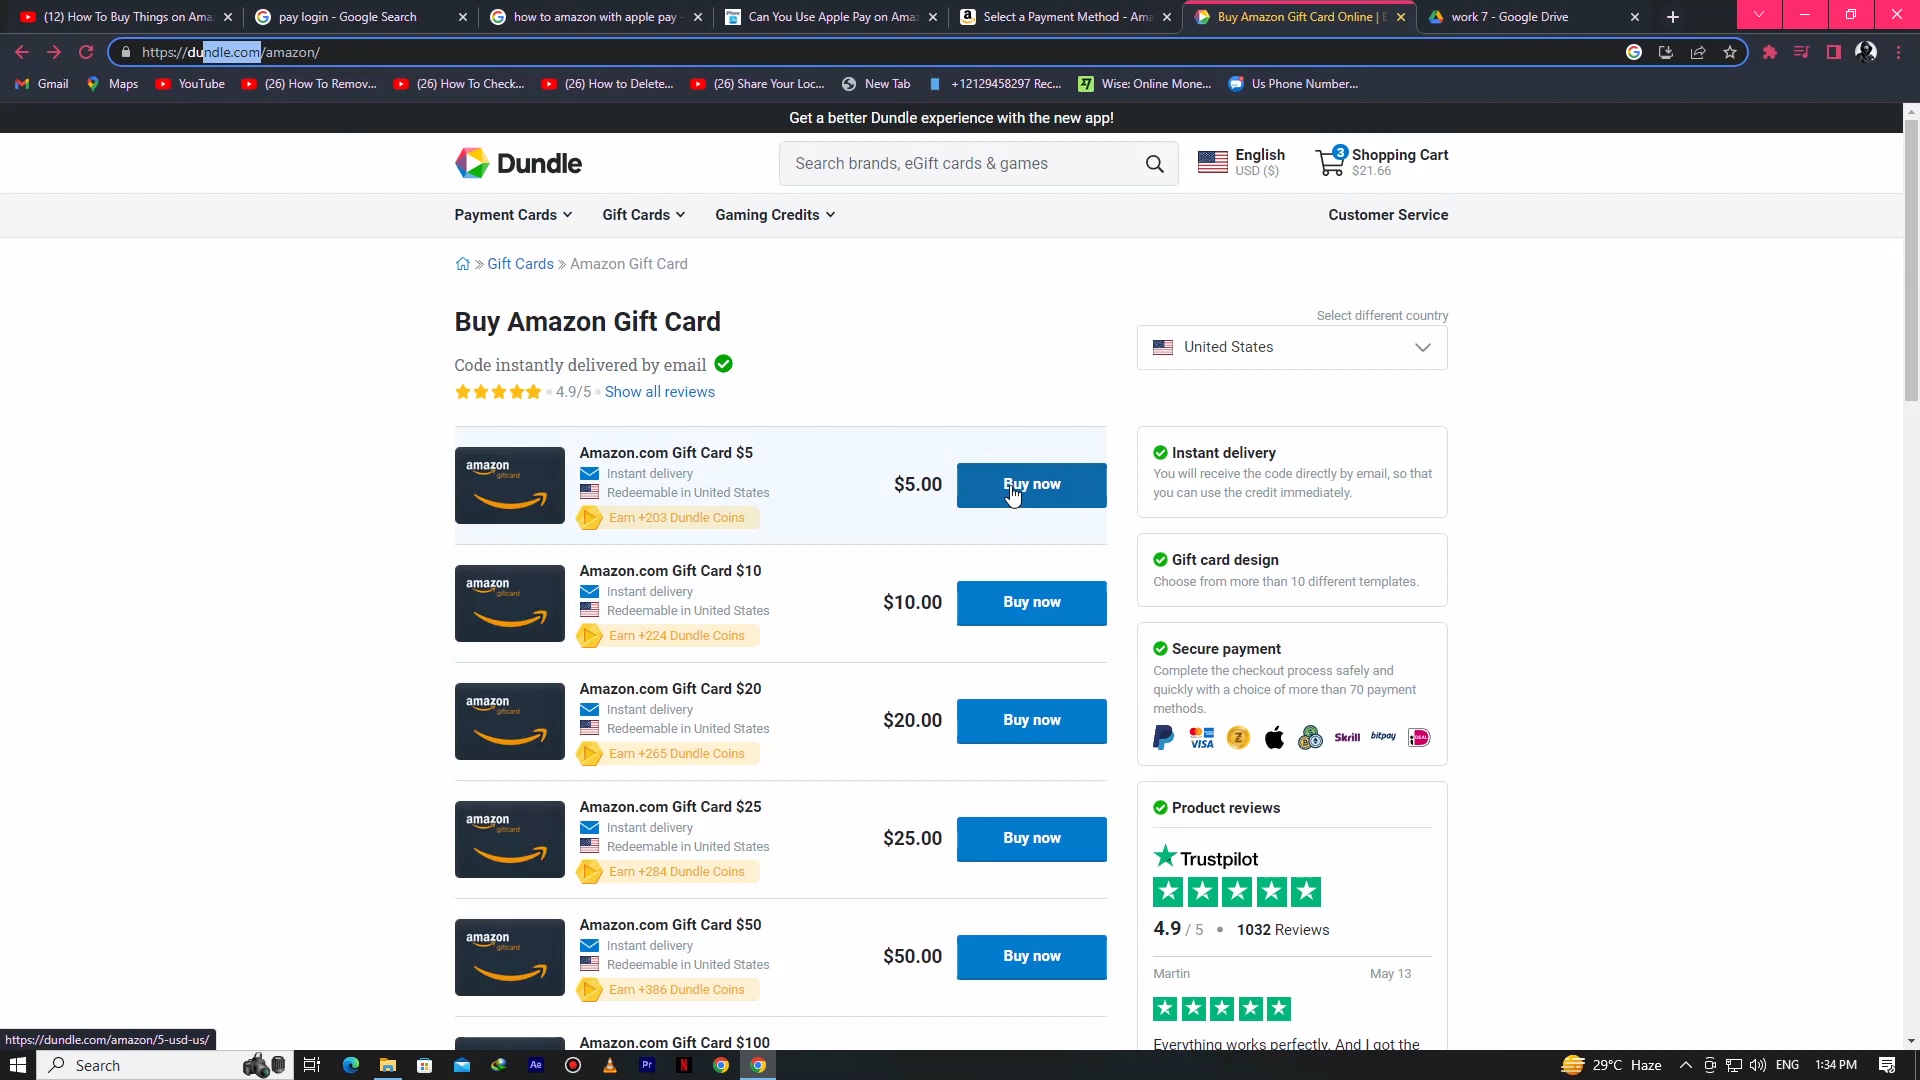 (12) How To Buy Things on Ama
pay login - Google Search
how to amazon with apple pay -
Can You Use Apple Pay on Amaz
Select a Payment Method - Ama
Buy Amazon Gift Card Online | E
work 7 - Google Drive
https://dundle.com/amazon/
Gmail
Maps
YouTube
(26) How To Remov...
(26) How To Check...
(26) How to Delete...
(26) Share Your Loc...
New Tab
+12129458297 Rec...
Wise: Online Mone...
Us Phone Number...
Get a better Dundle experience with the new app!
Dundle
Search brands, eGift cards & games
English
USD ($)
3
Shopping Cart
$21.66
Payment Cards
Gift Cards
Gaming Credits
Customer Service
» Gift Cards » Amazon Gift Card
Buy Amazon Gift Card
Select different country
United States
Code instantly delivered by email
4.9/5
Show all reviews
amazon
giftcard
Amazon.com Gift Card $5
Instant delivery
Redeemable in United States
Earn +203 Dundle Coins
$5.00
Buy now
amazon
giftcard
Amazon.com Gift Card $10
Instant delivery
Redeemable in United States
Earn +224 Dundle Coins
$10.00
Buy now
amazon
giftcard
Amazon.com Gift Card $20
Instant delivery
Redeemable in United States
Earn +265 Dundle Coins
$20.00
Buy now
amazon
giftcard
Amazon.com Gift Card $25
Instant delivery
Redeemable in United States
Earn +284 Dundle Coins
$25.00
Buy now
amazon
giftcard
Amazon.com Gift Card $50
Instant delivery
Redeemable in United States
Earn +386 Dundle Coins
$50.00
Buy now
Amazon.com Gift Card $100
Instant delivery
You will receive the code directly by email, so that
you can use the credit immediately.
Gift card design
Choose from more than 10 different templates.
Secure payment
Complete the checkout process safely and
quickly with a choice of more than 70 payment
methods.
VISA
Skrill
bitpay
iDEAL
Product reviews
Trustpilot
4.9 / 5 • 1032 Reviews
Martin
May 13
Everything works perfectly. And I got the
https://dundle.com/amazon/5-usd-us/
Search
Ae
Pr
N
29°C Haze
ENG
1:34 PM